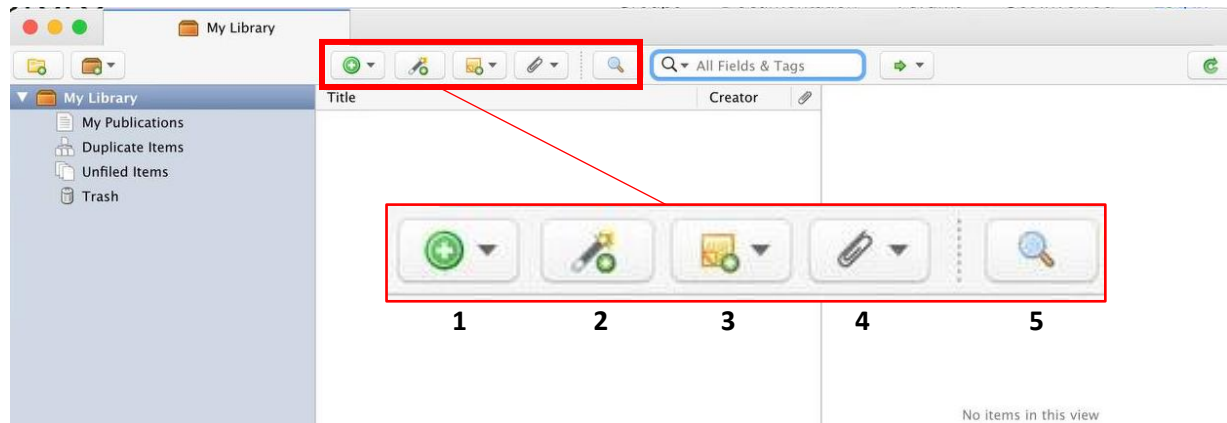 My Library
All Fields & Tags
My Library
Title Creator
My Publications
Duplicate Items
Unfiled Items
Trash
1 2 3 4 5
No items in this view